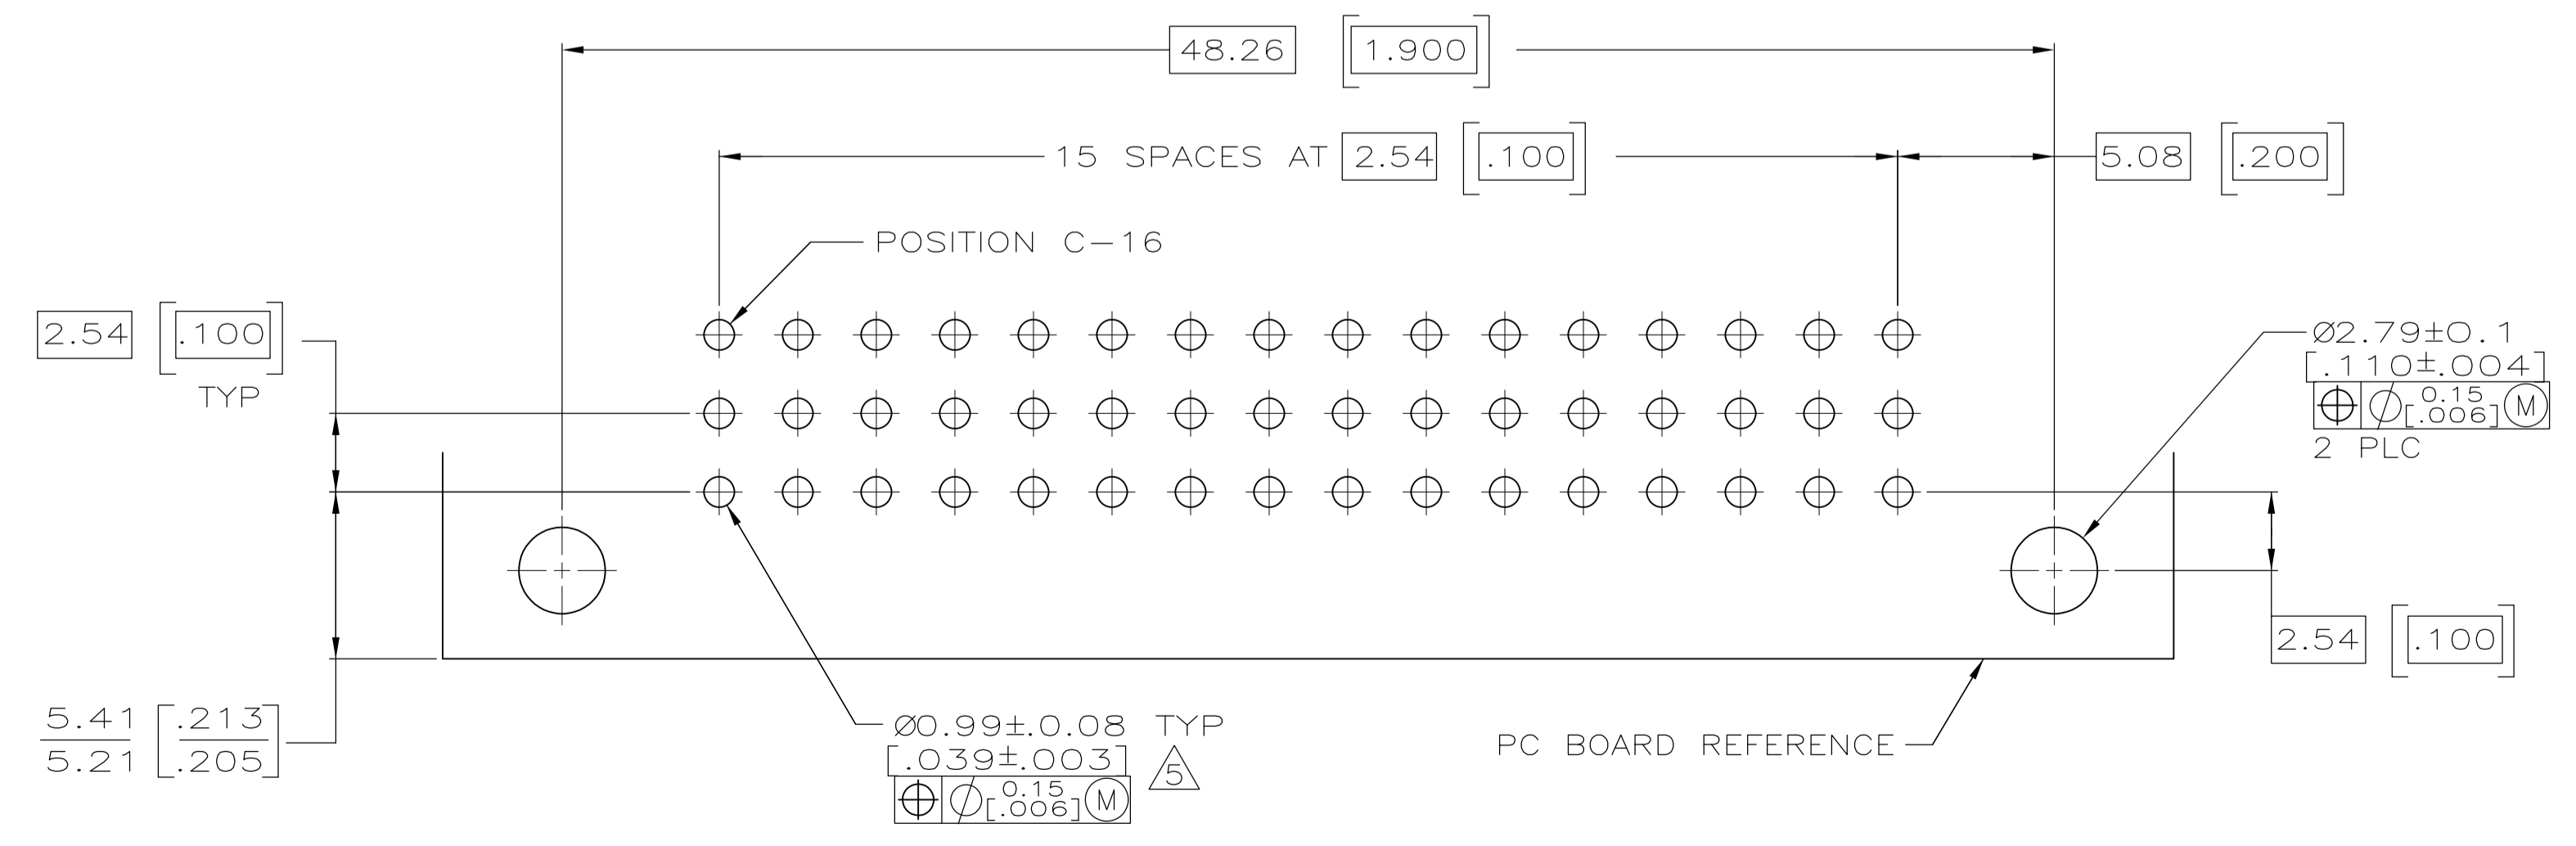 48.26 [1.900]
15 SPACES AT 2.54 [.100]
5.08 [.200]
POSITION C-16
2.54 [.100]
TYP
Ø2.79±0.1
[.110±.004]
⌖ Ø 0.15 [.006] Ⓜ
2 PLC
2.54 [.100]
5.41 [.213]
5.21 [.205]
Ø0.99±0.08 TYP
[.039±.003] 5
⌖ Ø 0.15 [.006] Ⓜ
PC BOARD REFERENCE